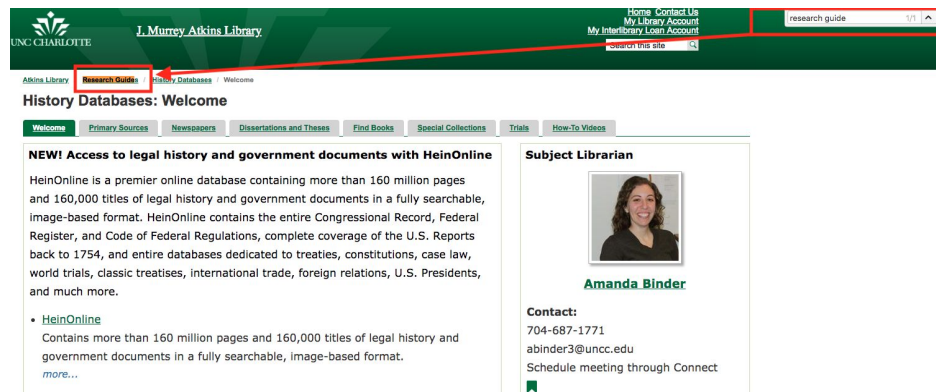 Home Contact Us
My Library Account
My Interlibrary Loan Account
research guide 1/1
UNC CHARLOTTE
J. Murrey Atkins Library
Search this site
Atkins Library / Research Guides / History Databases / Welcome
History Databases: Welcome
Welcome Primary Sources Newspapers Dissertations and Theses Find Books Special Collections Trials How-To Videos
NEW! Access to legal history and government documents with HeinOnline
HeinOnline is a premier online database containing more than 160 million pages
and 160,000 titles of legal history and government documents in a fully searchable,
image-based format. HeinOnline contains the entire Congressional Record, Federal
Register, and Code of Federal Regulations, complete coverage of the U.S. Reports
back to 1754, and entire databases dedicated to treaties, constitutions, case law,
world trials, classic treatises, international trade, foreign relations, U.S. Presidents,
and much more.
• HeinOnline
Contains more than 160 million pages and 160,000 titles of legal history and
government documents in a fully searchable, image-based format.
more...
Subject Librarian
Amanda Binder
Contact:
704-687-1771
abinder3@uncc.edu
Schedule meeting through Connect